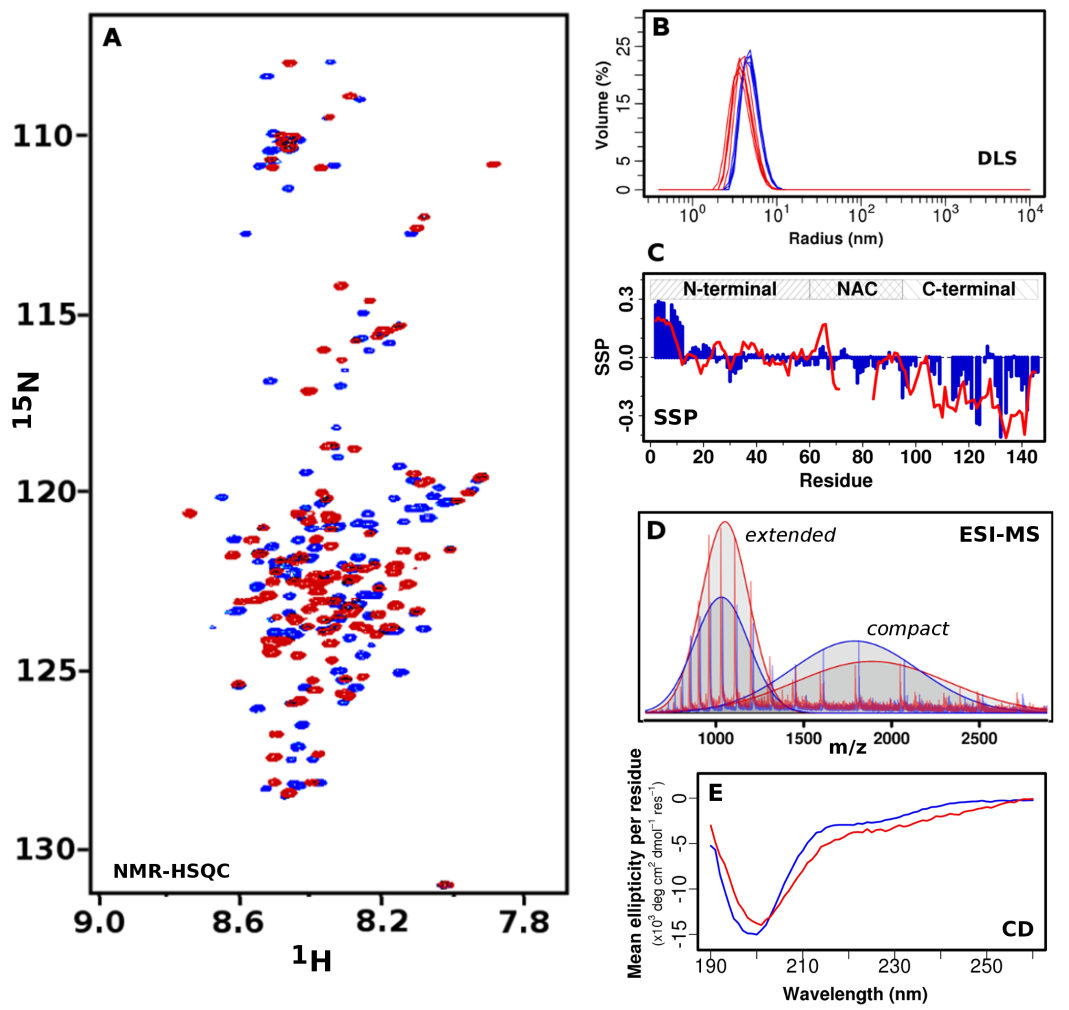 A
110
115
120
125
130
15N
NMR-HSQC
9.0 8.6 8.2 7.8
1H
B
25
15
5
0
Volume (%)
DLS
10^0 10^1 10^2 10^3 10^4
Radius (nm)
C
N-terminal NAC C-terminal
0.3
0.0
-0.3
SSP
SSP
0 20 40 60 80 100 120 140
Residue
D
extended
ESI-MS
compact
1000 1500 2000 2500
m/z
E
0
-5
-10
-15
Mean ellipticity per residue
(x10^3 deg cm^2 dmol^-1 res^-1)
CD
190 210 230 250
Wavelength (nm)